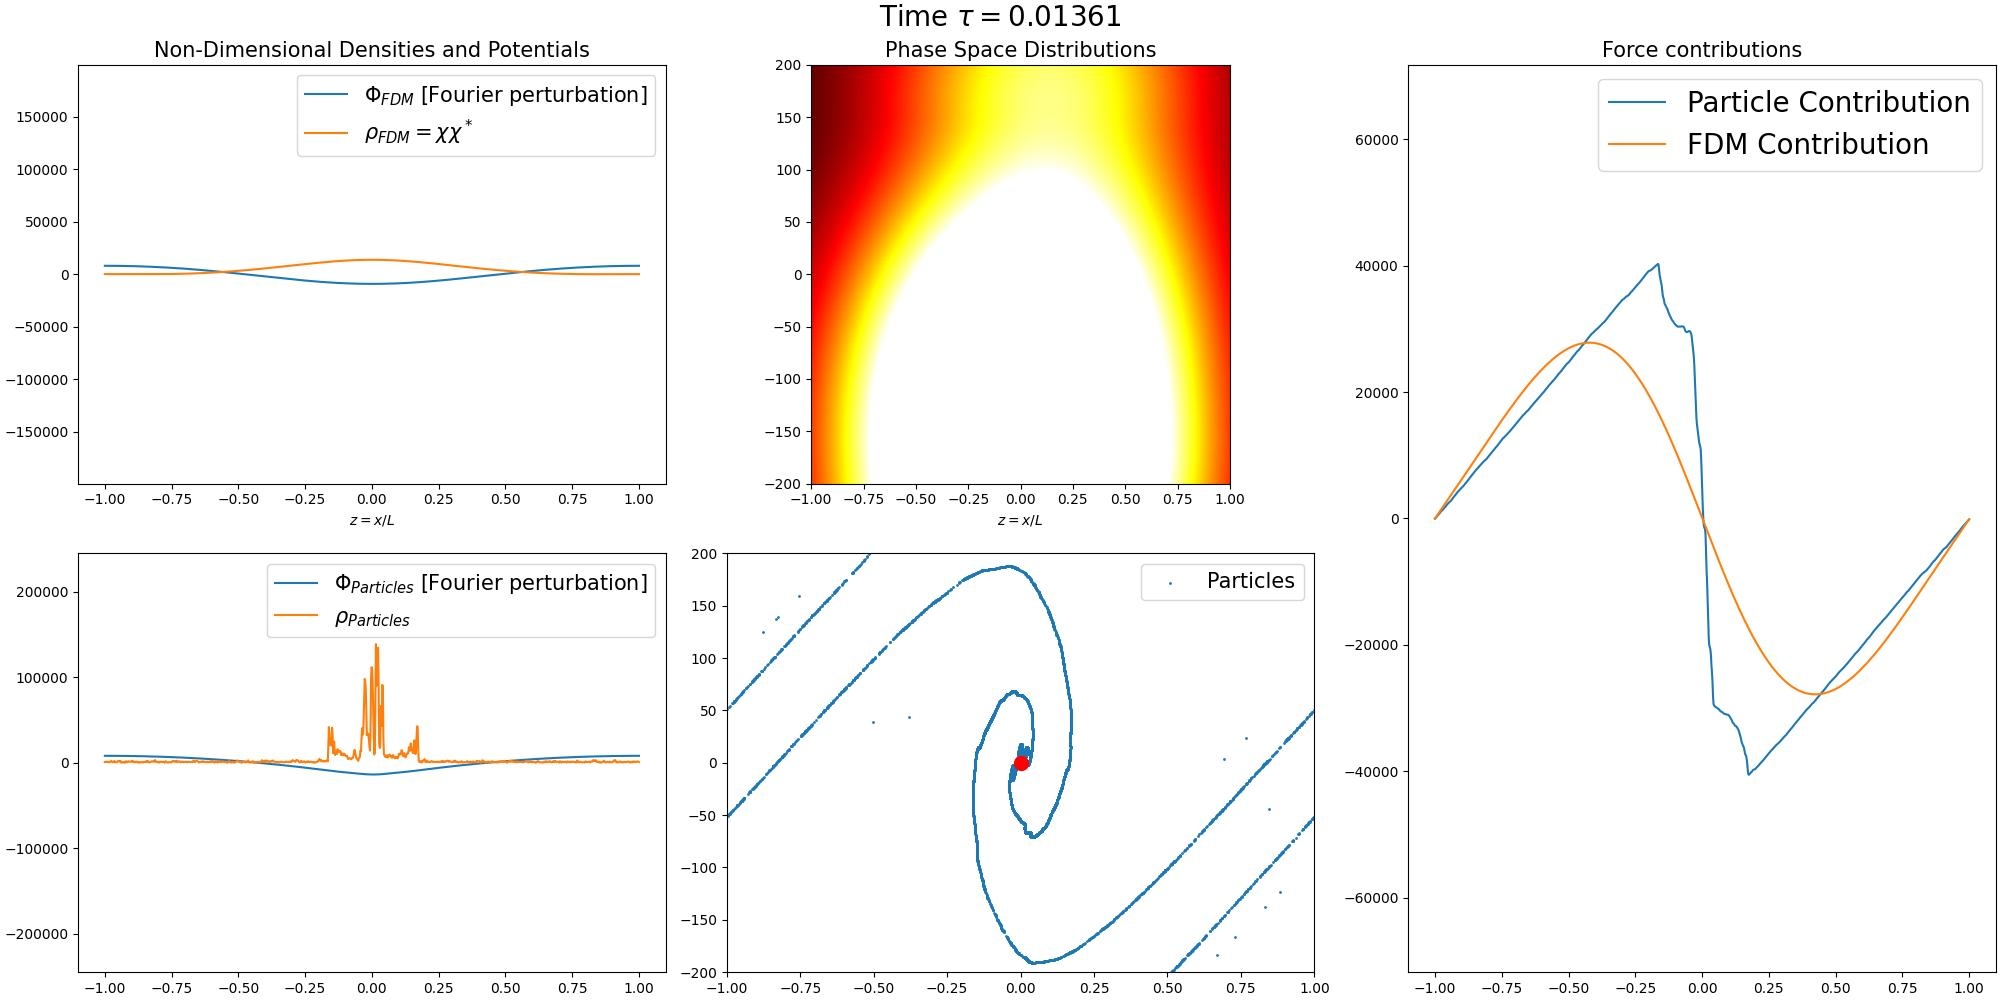 Time τ = 0.01361
Non-Dimensional Densities and Potentials
Φ_FDM [Fourier perturbation]
ρ_FDM = χχ*
150000
100000
50000
0
−50000
−100000
−150000
−1.00 −0.75 −0.50 −0.25 0.00 0.25 0.50 0.75 1.00
z = x/L
Phase Space Distributions
200
150
100
50
0
−50
−100
−150
−200
−1.00 −0.75 −0.50 −0.25 0.00 0.25 0.50 0.75 1.00
z = x/L
Force contributions
Particle Contribution
FDM Contribution
60000
40000
20000
0
−20000
−40000
−60000
−1.00 −0.75 −0.50 −0.25 0.00 0.25 0.50 0.75 1.00
Φ_Particles [Fourier perturbation]
ρ_Particles
200000
100000
0
−100000
−200000
−1.00 −0.75 −0.50 −0.25 0.00 0.25 0.50 0.75 1.00
Particles
200
150
100
50
0
−50
−100
−150
−200
−1.00 −0.75 −0.50 −0.25 0.00 0.25 0.50 0.75 1.00